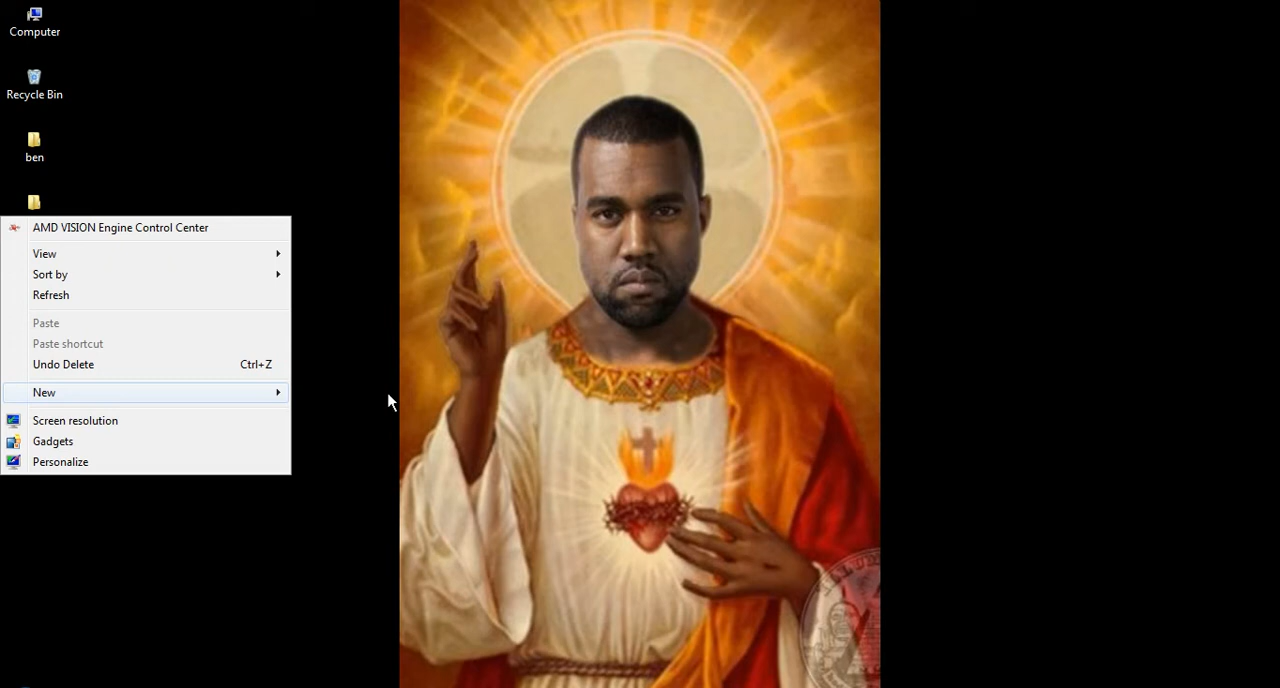 Computer
Recycle Bin
ben
AMD VISION Engine Control Center
View
Sort by
Refresh
Paste
Paste shortcut
Undo Delete Ctrl+Z
New
Screen resolution
Gadgets
Personalize